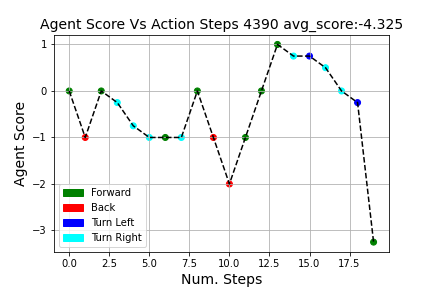 Agent Score Vs Action Steps 4390 avg_score:-4.325
1
0
−1
−2
−3
Agent Score
Forward
Back
Turn Left
Turn Right
0.0 2.5 5.0 7.5 10.0 12.5 15.0 17.5
Num. Steps